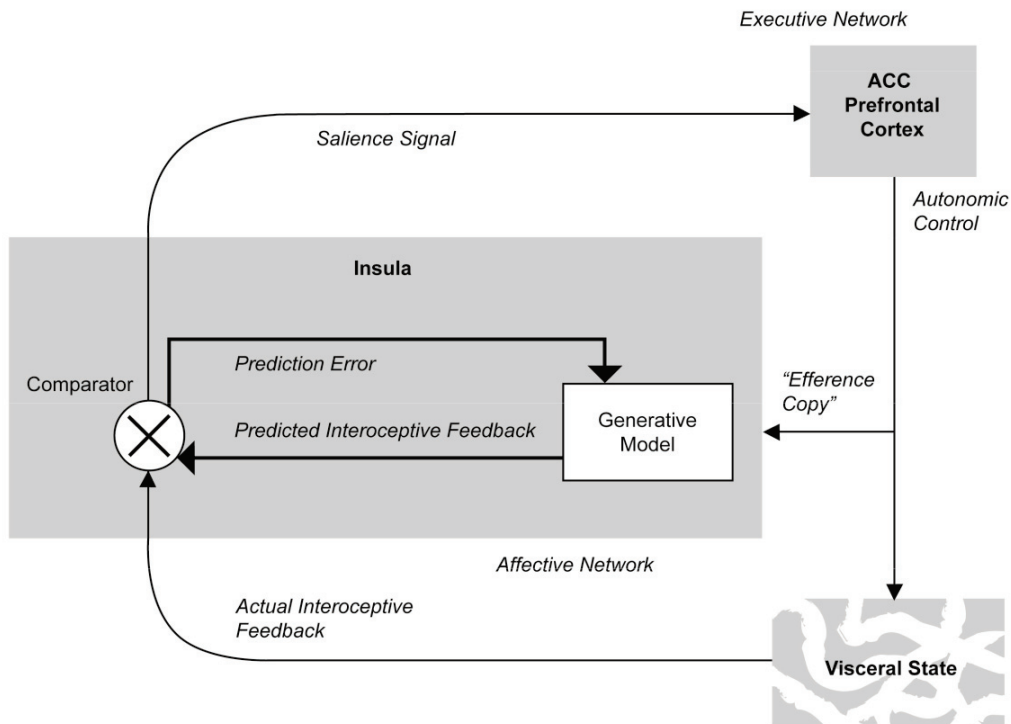 Executive Network
ACC
Prefrontal
Cortex
Salience Signal
Autonomic
Control
Insula
Prediction Error
Comparator
“Efference
Copy”
Predicted Interoceptive Feedback
Generative
Model
Affective Network
Actual Interoceptive
Feedback
Visceral State